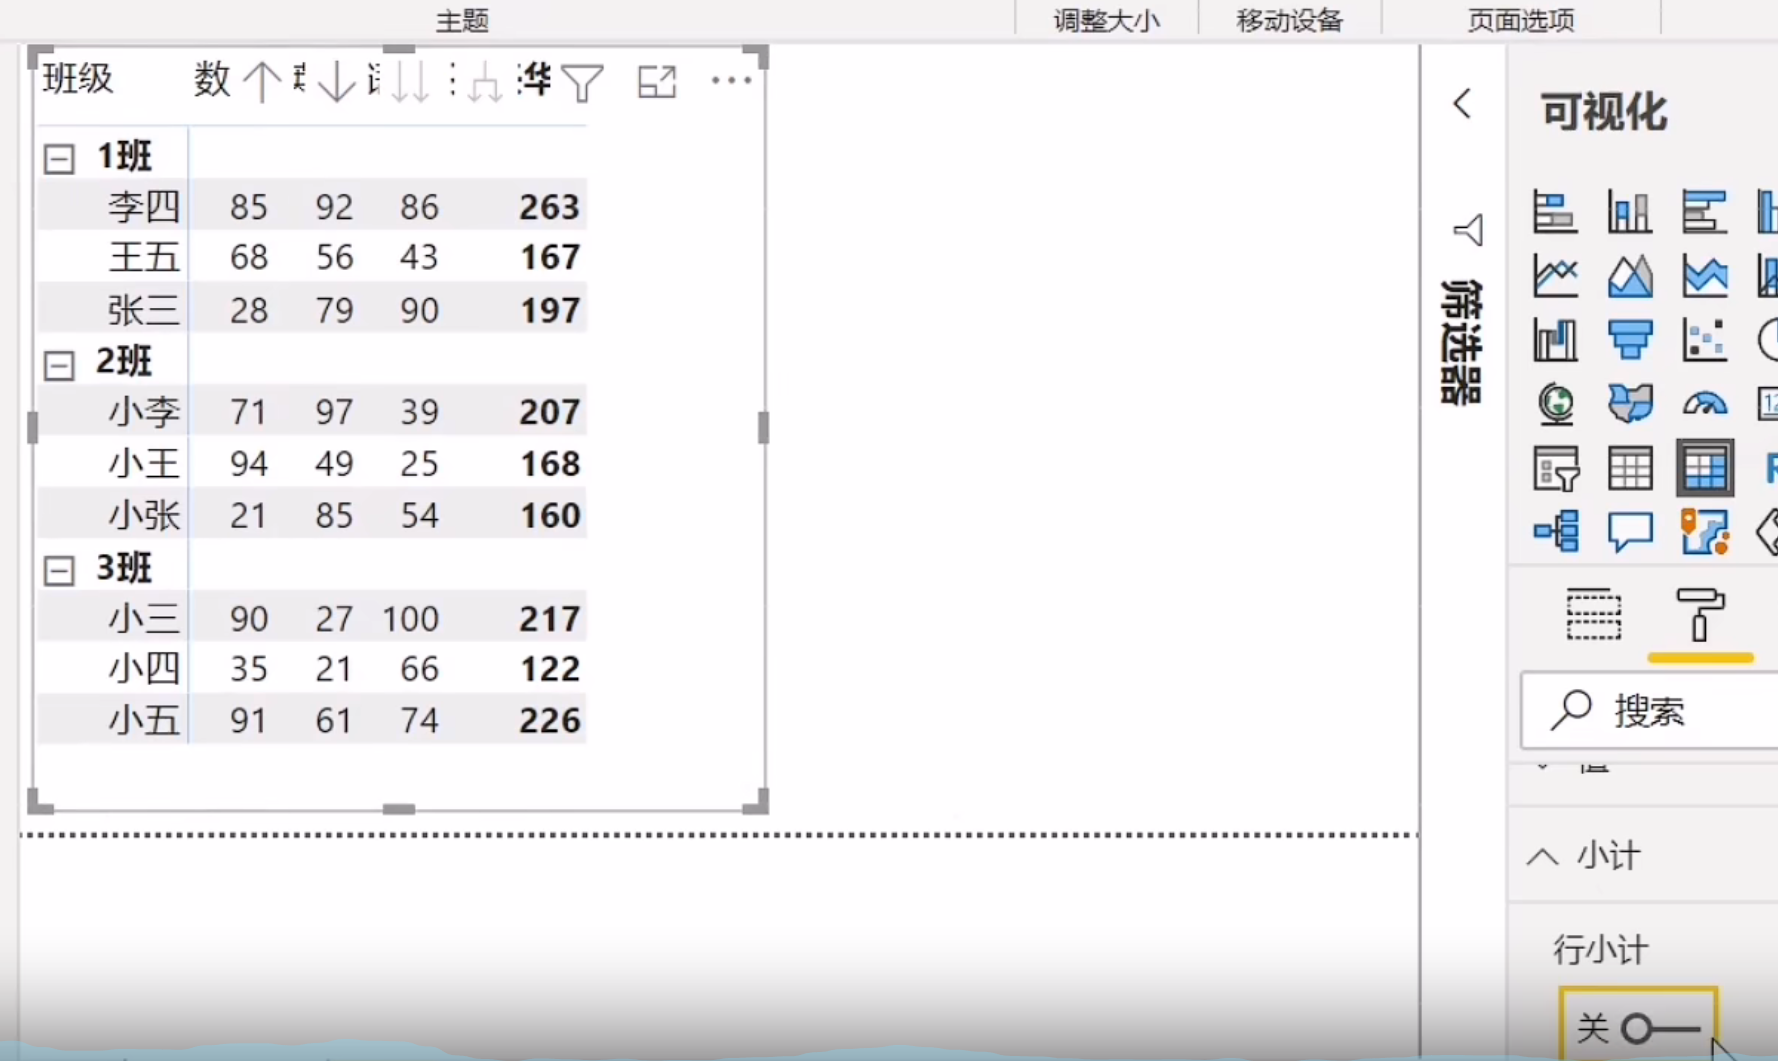 主题 调整大小 移动设备 页面选项
班级 数
1班
李四 85 92 86 263
王五 68 56 43 167
张三 28 79 90 197
2班
小李 71 97 39 207
小王 94 49 25 168
小张 21 85 54 160
3班
小三 90 27 100 217
小四 35 21 66 122
小五 91 61 74 226
筛选器
可视化
搜索
小计
行小计
关